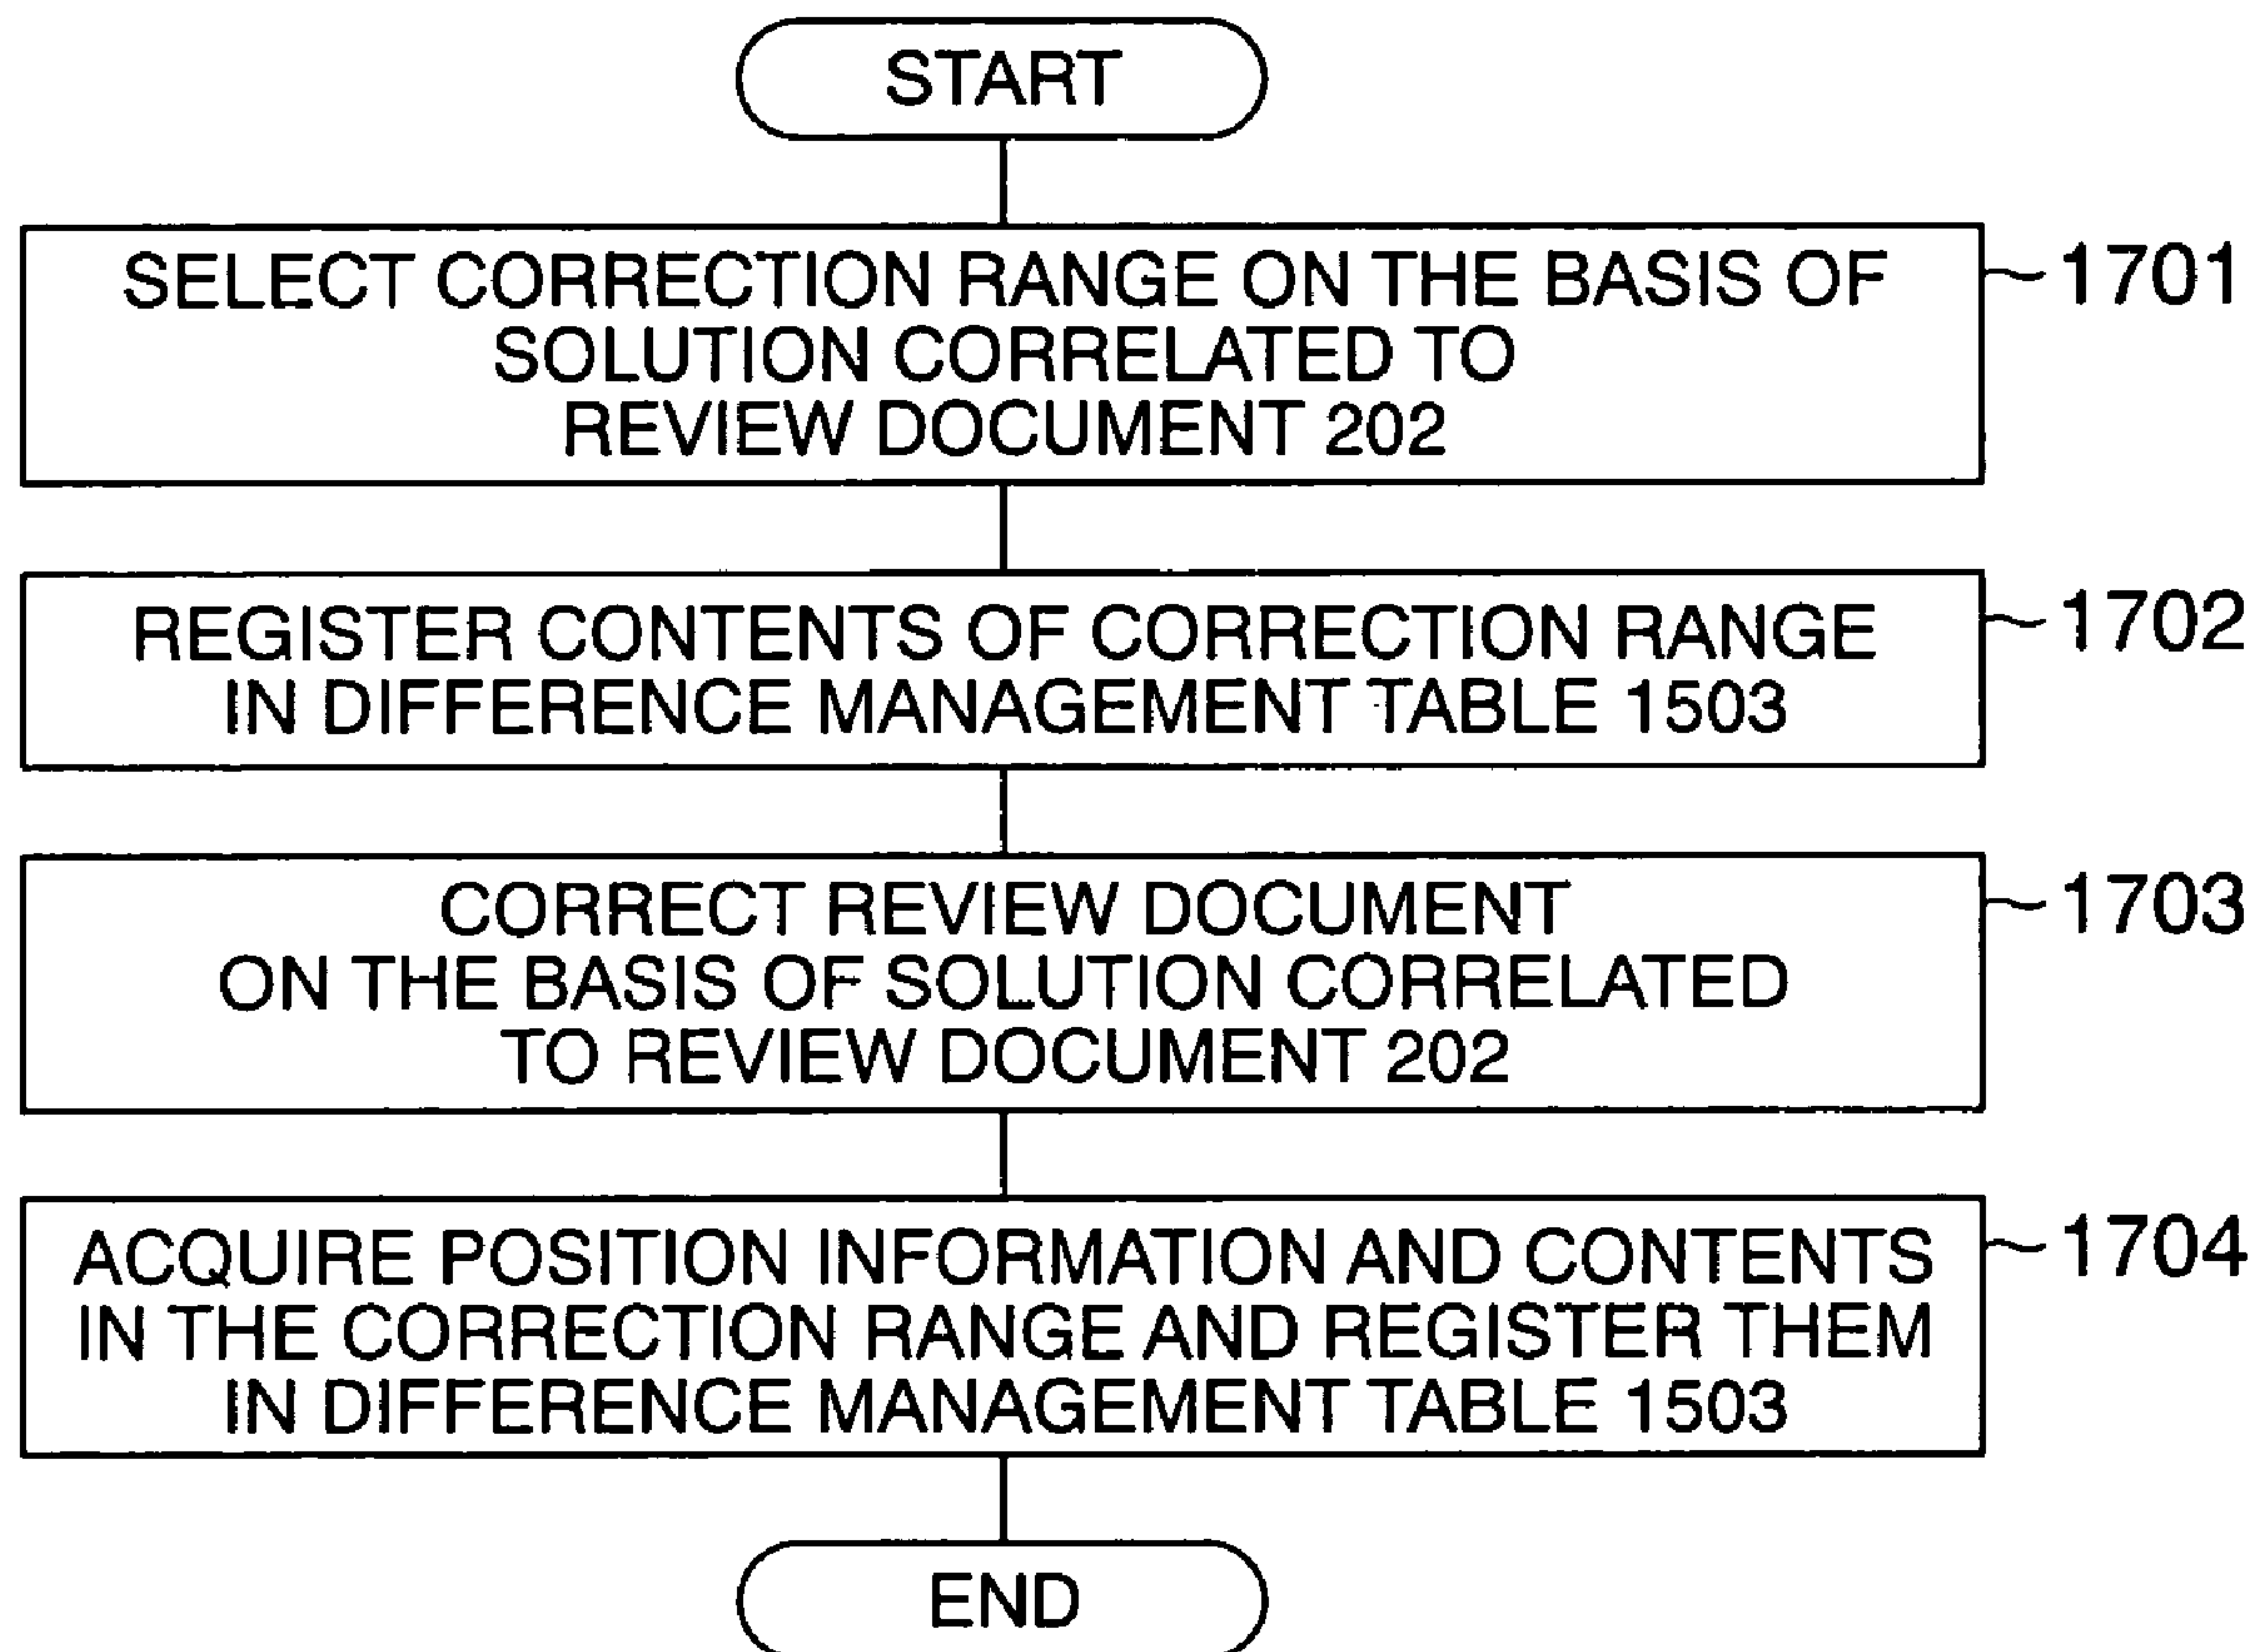 START
SELECT CORRECTION RANGE ON THE BASIS OF
SOLUTION CORRELATED TO
REVIEW DOCUMENT 202
1701
REGISTER CONTENTS OF CORRECTION RANGE
IN DIFFERENCE MANAGEMENT TABLE 1503
1702
CORRECT REVIEW DOCUMENT
ON THE BASIS OF SOLUTION CORRELATED
TO REVIEW DOCUMENT 202
1703
ACQUIRE POSITION INFORMATION AND CONTENTS
IN THE CORRECTION RANGE AND REGISTER THEM
IN DIFFERENCE MANAGEMENT TABLE 1503
1704
END